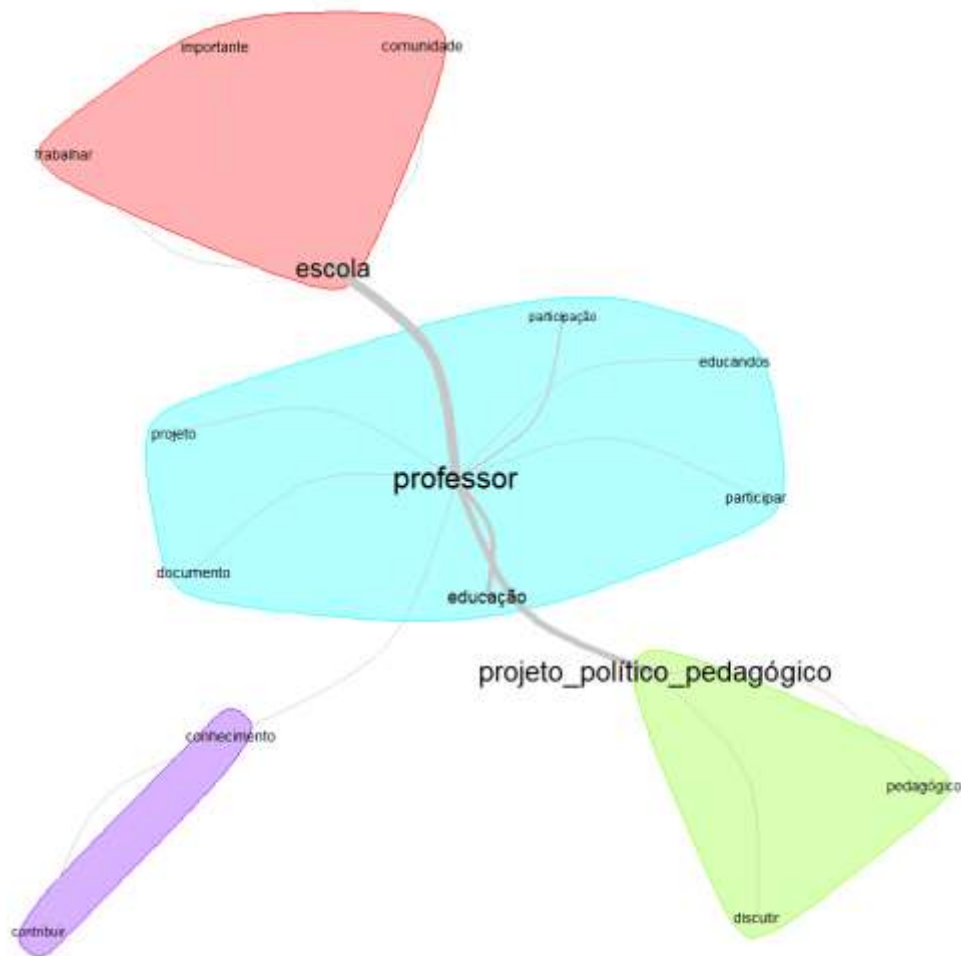 importante
comunidade
trabalhar
escola
participação
educandos
projeto
professor
participar
documento
educação
projeto_político_pedagógico
conhecimento
pedagógico
discutir
contribuir